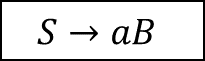 S → aB